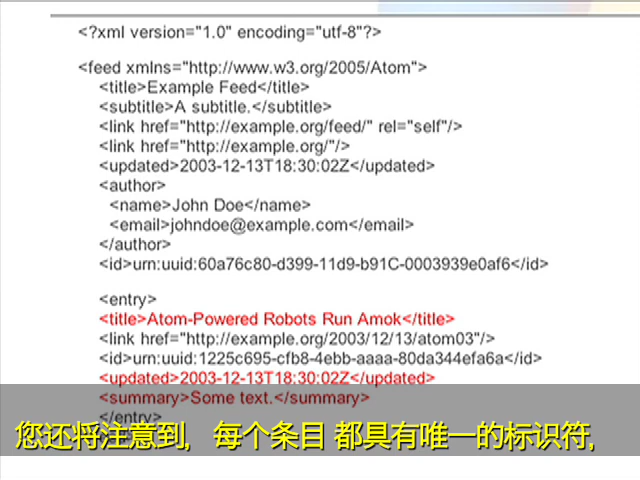 <?xml version="1.0" encoding="utf-8"?>
<feed xmlns="http://www.w3.org/2005/Atom">
<title>Example Feed</title>
<subtitle>A subtitle.</subtitle>
<link href="http://example.org/feed/" rel="self"/>
<link href="http://example.org/"/>
<updated>2003-12-13T18:30:02Z</updated>
<author>
<name>John Doe</name>
<email>johndoe@example.com</email>
</author>
<id>urn:uuid:60a76c80-d399-11d9-b91C-0003939e0af6</id>
<entry>
<title>Atom-Powered Robots Run Amok</title>
<link href="http://example.org/2003/12/13/atom03"/>
<id>urn:uuid:1225c695-cfb8-4ebb-aaaa-80da344efa6a</id>
<updated>2003-12-13T18:30:02Z</updated>
<summary>Some text.</summary>
</entry>
您还将注意到, 每个条目 都具有唯一的标识符,